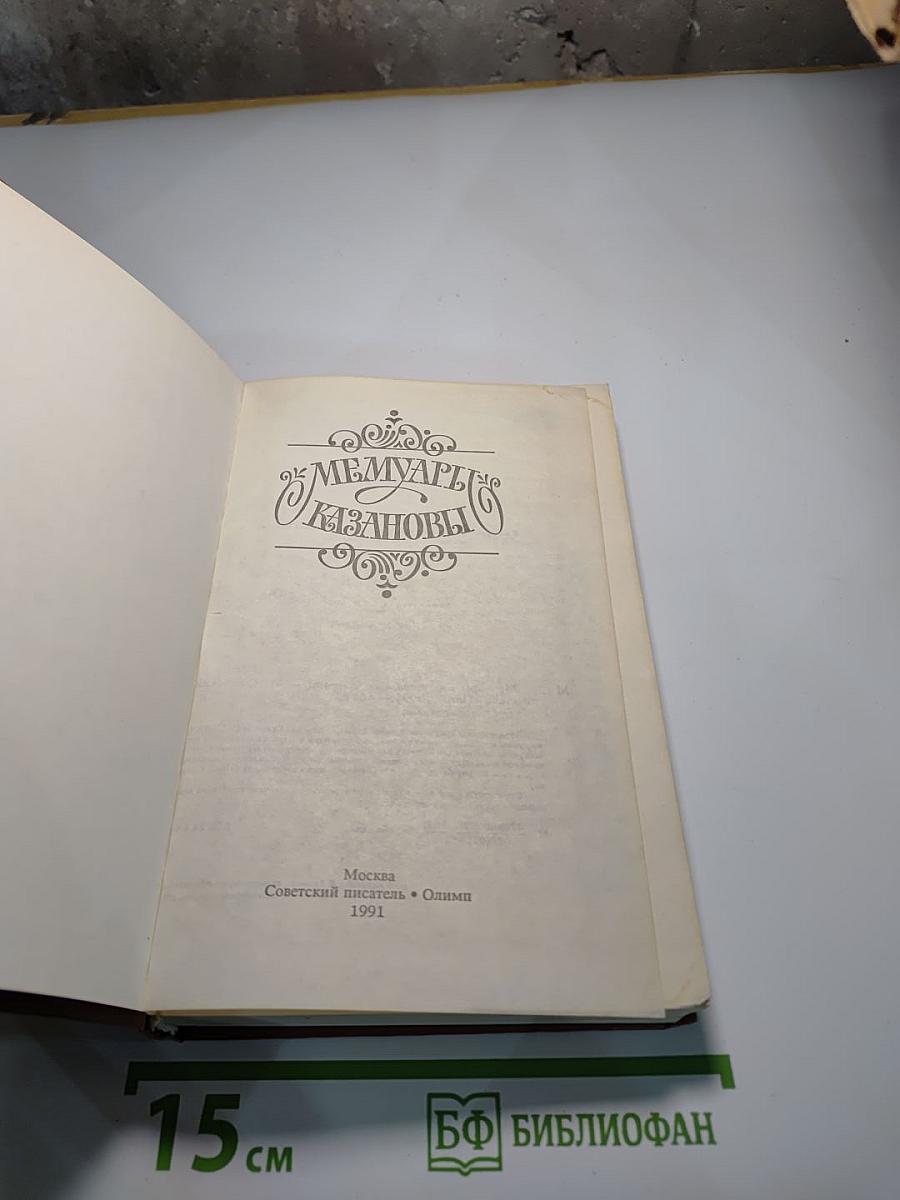 МЕМУАРЫ
КАЗАНОВЫ
Москва
Советский писатель • Олимп
1991
15 см
БФ БИБЛИОФАН